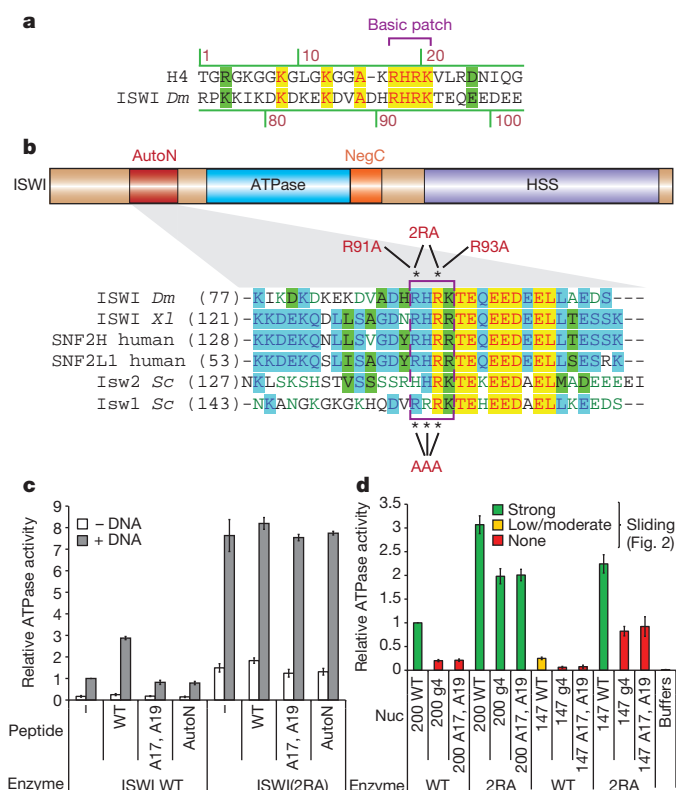 a
Basic patch
1 10 20
H4 TGRGKGGKGLGKGGA-KRHRKVLRDNIQG
ISWI Dm RPKKIKDKDKEKDVADHRHRKTEQEEDEE
80 90 100
b
AutoN NegC
ISWI ATPase HSS
2RA
R91A R93A
* *
ISWI Dm (77)-KIKDKDKEKDVADHRHRKTEQEEDEELLAEDS---
ISWI Xl (121)-KKDEKQDLLSAGDNRHRKTEQEEDEELLTESSK--
SNF2H human (128)-KKDEKQNLLSVGDYRHRKTEQEEDEELLTESSK--
SNF2L1 human (53)-KKDEKQSLISAGDYRHRKTEQEEDEELLSESRK--
Isw2 Sc (127)NKLSKSHSTVSSSSRHHRKTEKEEDAELMADEEEEI
Isw1 Sc (143)-NKANGKGKGKHQDVRRRKTEHEEDAELLKEEDS--
***
AAA
c
Relative ATPase activity
9
8
7
6
5
4
3
2
1
0
– DNA
+ DNA
Peptide - WT A17, A19 AutoN - WT A17, A19 AutoN
Enzyme ISWI WT ISWI(2RA)
d
Relative ATPase activity
3.5
3
2.5
2
1.5
1
0.5
0
Strong
Low/moderate
None
Sliding
(Fig. 2)
Nuc 200 WT 200 g4 200 A17, A19 200 WT 200 g4 200 A17, A19 147 WT 147 g4 147 A17, A19 147 WT 147 g4 147 A17, A19 Buffers
Enzyme WT 2RA WT 2RA